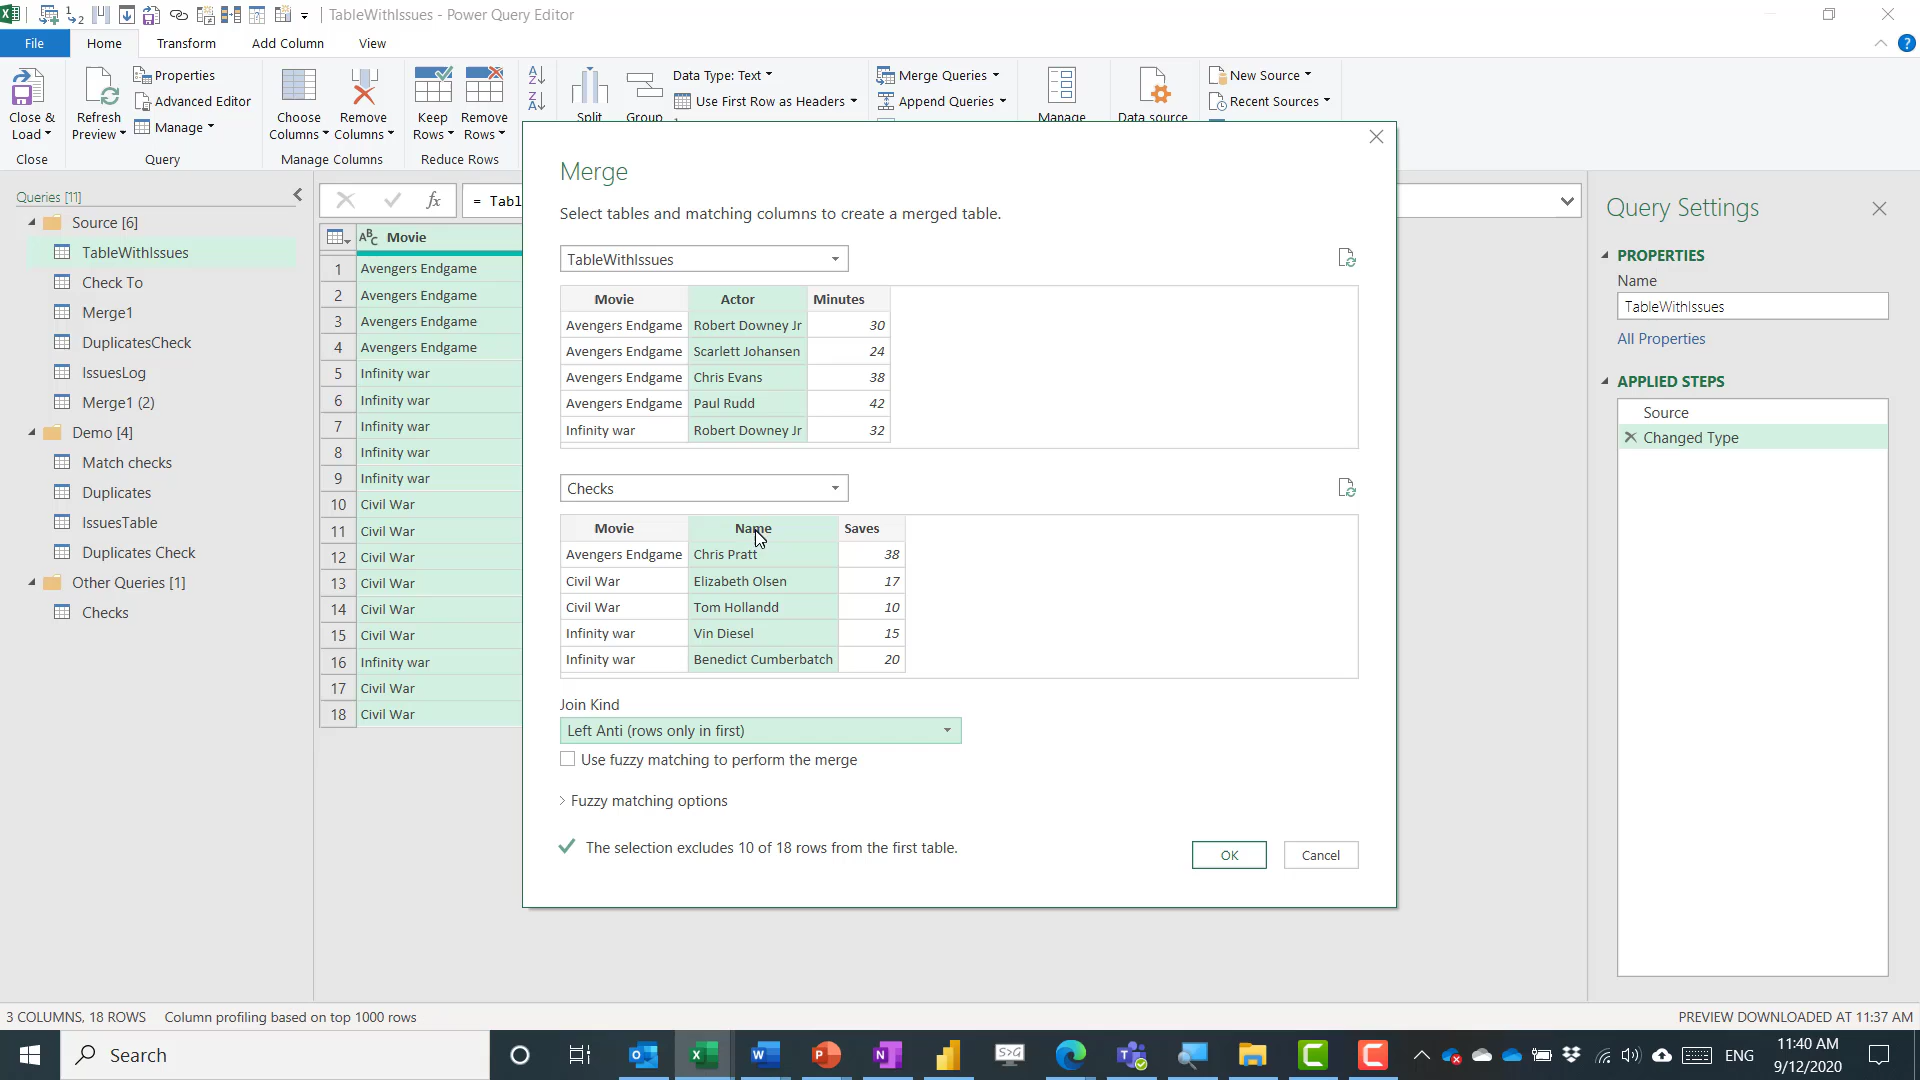 TableWithIssues - Power Query Editor
File Home Transform Add Column View ?
Close & Load
Close
Refresh Preview
Properties
Advanced Editor
Manage
Query
Choose Columns
Remove Columns
Manage Columns
Keep Rows
Remove Rows
Reduce Rows
A Z
Z A
Split
Group
Data Type: Text
Use First Row as Headers
Merge Queries
Append Queries
Manage
Data source
New Source
Recent Sources
Queries [11]
Source [6]
TableWithIssues
Check To
Merge1
DuplicatesCheck
IssuesLog
Merge1 (2)
Demo [4]
Match checks
Duplicates
IssuesTable
Duplicates Check
Other Queries [1]
Checks
fx = Tabl
ABC Movie
1 Avengers Endgame
2 Avengers Endgame
3 Avengers Endgame
4 Avengers Endgame
5 Infinity war
6 Infinity war
7 Infinity war
8 Infinity war
9 Infinity war
10 Civil War
11 Civil War
12 Civil War
13 Civil War
14 Civil War
15 Civil War
16 Infinity war
17 Civil War
18 Civil War
Merge
Select tables and matching columns to create a merged table.
TableWithIssues
Movie Actor Minutes
Avengers Endgame Robert Downey Jr 30
Avengers Endgame Scarlett Johansen 24
Avengers Endgame Chris Evans 38
Avengers Endgame Paul Rudd 42
Infinity war Robert Downey Jr 32
Checks
Movie Name Saves
Avengers Endgame Chris Pratt 38
Civil War Elizabeth Olsen 17
Civil War Tom Hollandd 10
Infinity war Vin Diesel 15
Infinity war Benedict Cumberbatch 20
Join Kind
Left Anti (rows only in first)
Use fuzzy matching to perform the merge
Fuzzy matching options
The selection excludes 10 of 18 rows from the first table.
OK Cancel
Query Settings
PROPERTIES
Name
TableWithIssues
All Properties
APPLIED STEPS
Source
Changed Type
3 COLUMNS, 18 ROWS Column profiling based on top 1000 rows
PREVIEW DOWNLOADED AT 11:37 AM
Search
S>G
ENG
11:40 AM
9/12/2020